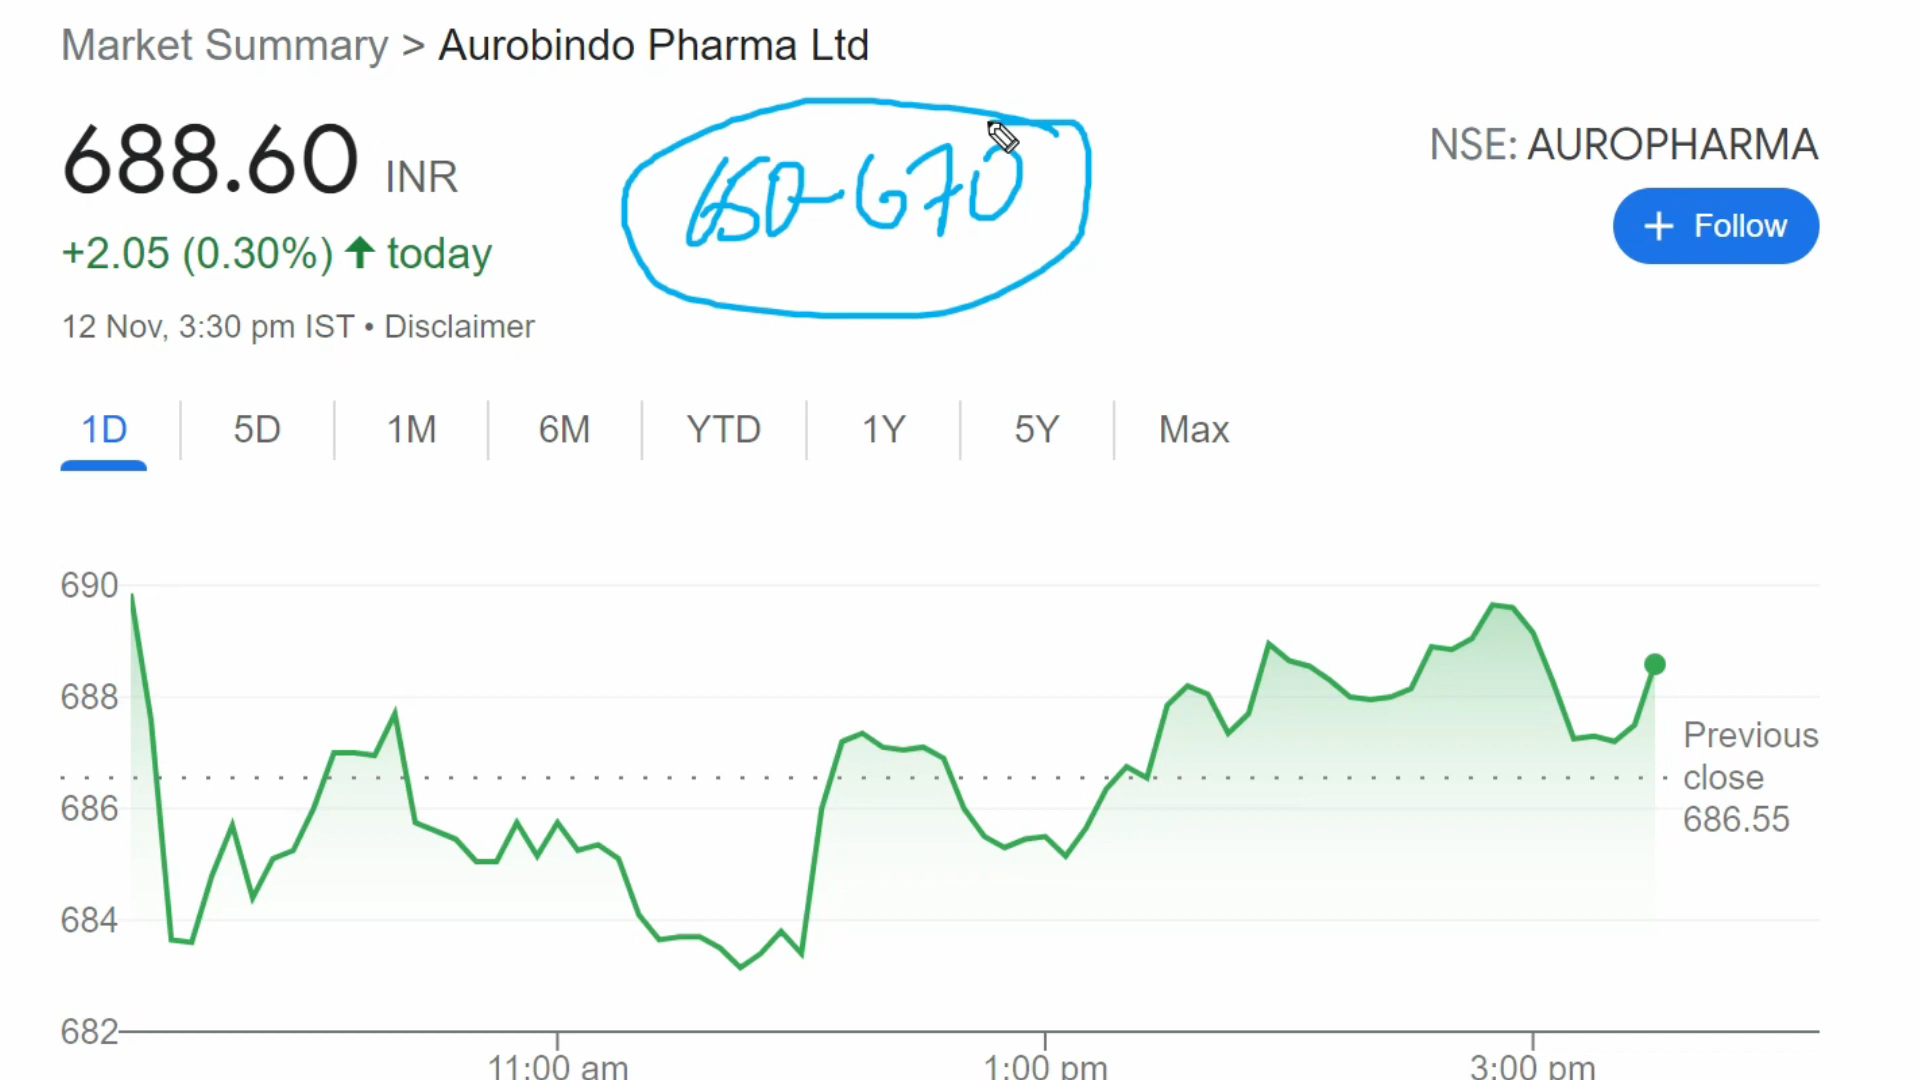 Market Summary > Aurobindo Pharma Ltd
688.60 INR
650-670
NSE: AUROPHARMA
+ Follow
+2.05 (0.30%) ↑ today
12 Nov, 3:30 pm IST • Disclaimer
1D 5D 1M 6M YTD 1Y 5Y Max
690
688
686
684
682
Previous
close
686.55
11:00 am 1:00 pm 3:00 pm